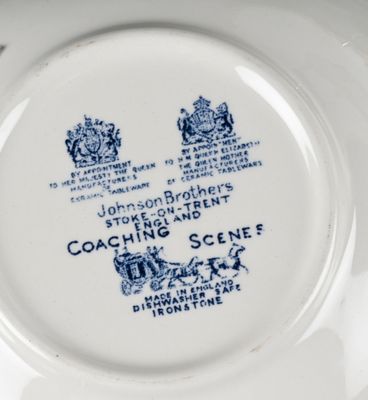 BY APPOINTMENT
TO HER MAJESTY THE QUEEN
MANUFACTURERS
OF
CERAMIC TABLEWARE
BY APPOINTMENT
TO H M QUEEN ELIZABETH
THE QUEEN MOTHER
MANUFACTURERS
OF CERAMIC TABLEWARE
Johnson Brothers
STOKE-ON-TRENT
ENGLAND
COACHING SCENES
MADE IN ENGLAND
DISHWASHER SAFE
IRONSTONE